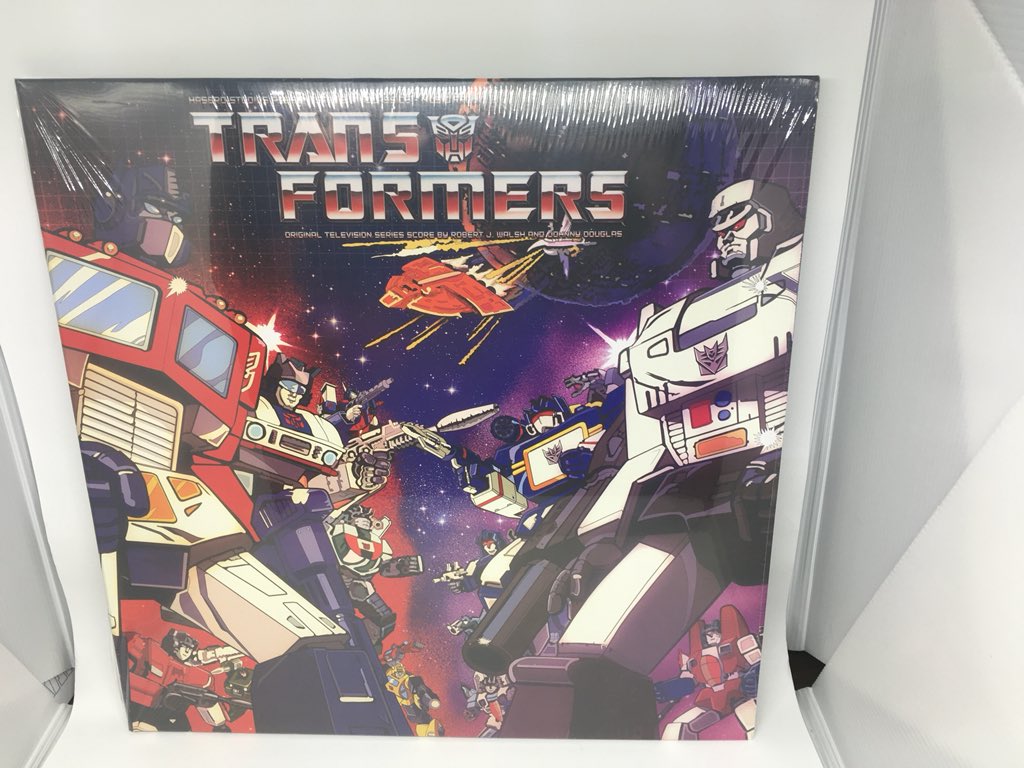 TRANS
FORMERS
ORIGINAL TELEVISION SERIES SCORE BY ROBERT J. WALSH AND JOHNNY DOUGLAS